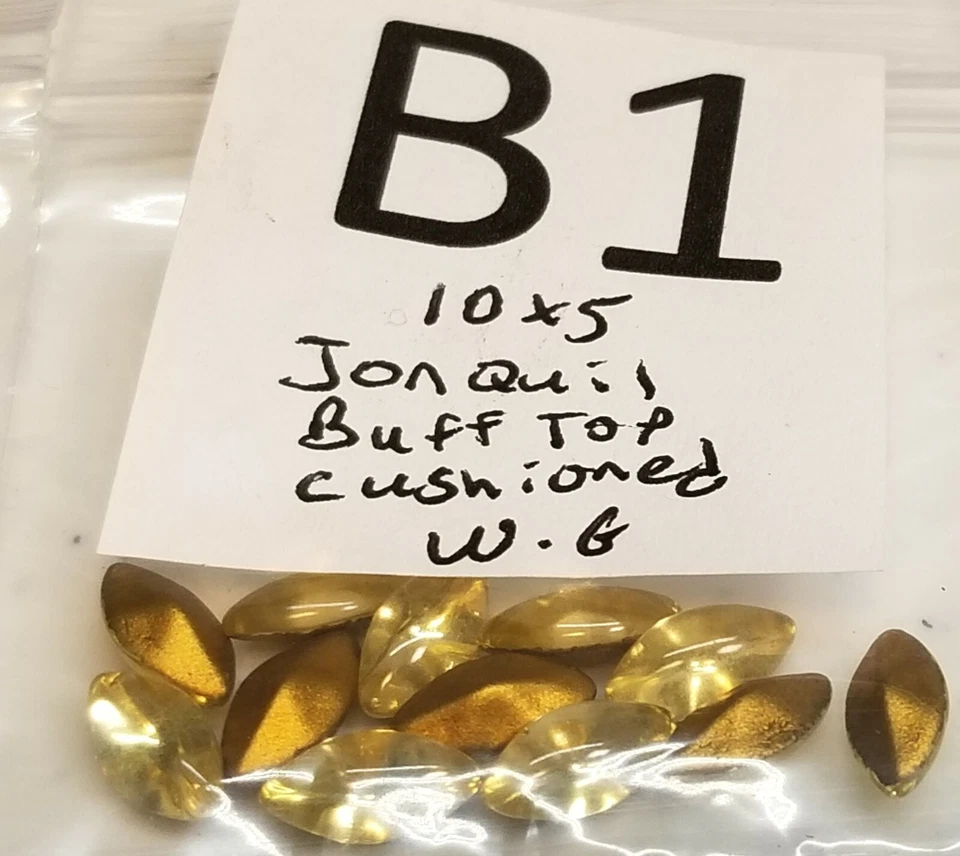 B1
10x5
JonQuil
Buff Top
cushioned
W.G